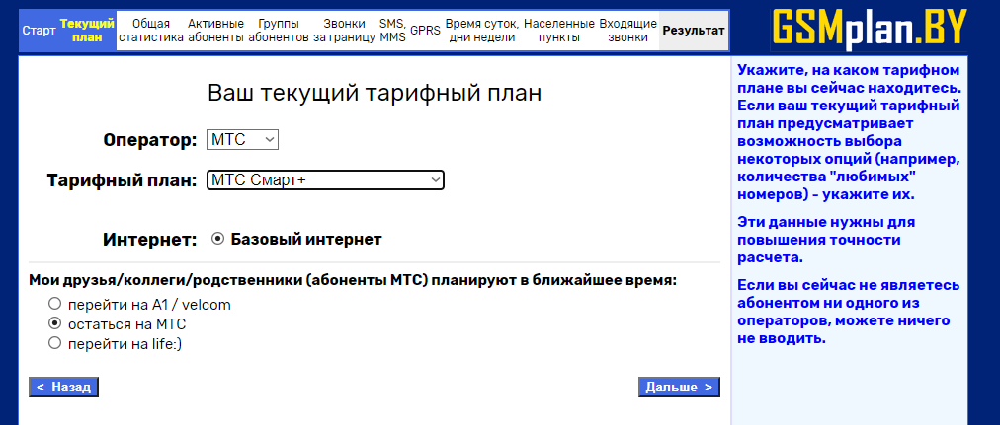 Старт
Текущий
план
Общая
статистика
Активные
абоненты
Группы
абонентов
Звонки
за границу
SMS,
MMS
GPRS
Время суток,
дни недели
Населенные
пункты
Входящие
звонки
Результат
GSMplan.BY
Ваш текущий тарифный план
Оператор: МТС
Тарифный план: МТС Смарт+
Интернет: Базовый интернет
Мои друзья/коллеги/родственники (абоненты МТС) планируют в ближайшее время:
перейти на A1 / velcom
остаться на МТС
перейти на life:)
< Назад
Дальше >
Укажите, на каком тарифном
плане вы сейчас находитесь.
Если ваш текущий тарифный
план предусматривает
возможность выбора
некоторых опций (например,
количества "любимых"
номеров) - укажите их.
Эти данные нужны для
повышения точности
расчета.
Если вы сейчас не являетесь
абонентом ни одного из
операторов, можете ничего
не вводить.